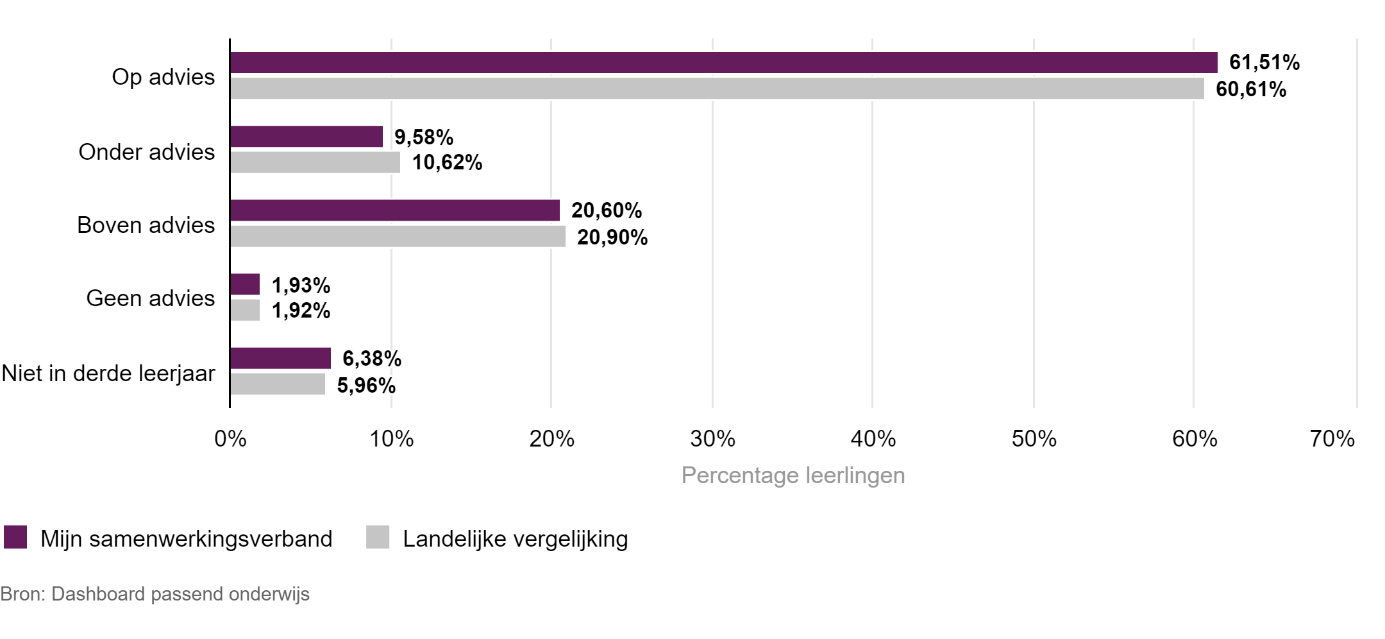 Op advies
61,51%
60,61%
Onder advies
9,58%
10,62%
Boven advies
20,60%
20,90%
Geen advies
1,93%
1,92%
Niet in derde leerjaar
6,38%
5,96%
0% 10% 20% 30% 40% 50% 60% 70%
Percentage leerlingen
Mijn samenwerkingsverband Landelijke vergelijking
Bron: Dashboard passend onderwijs